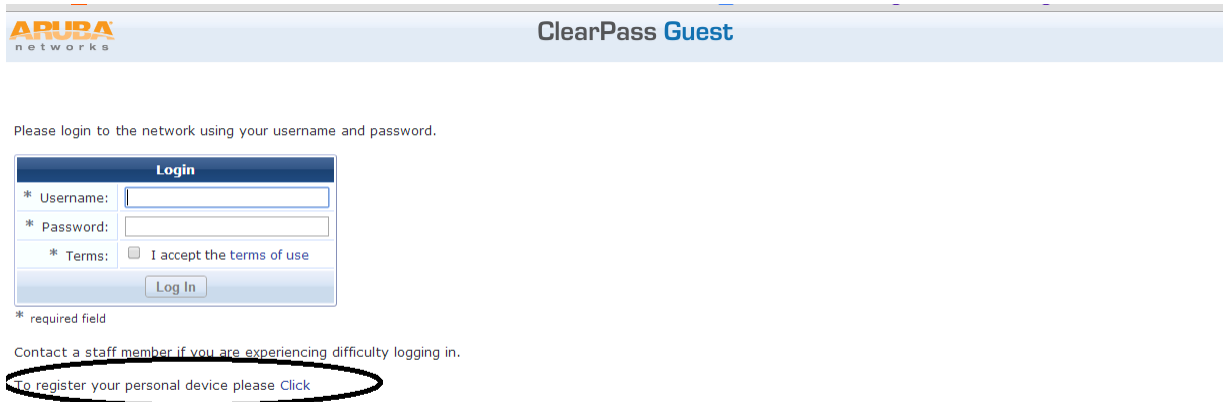 ARUBA
networks
ClearPass Guest
Please login to the network using your username and password.
Login
* Username:
* Password:
* Terms: I accept the terms of use
Log In
* required field
Contact a staff member if you are experiencing difficulty logging in.
To register your personal device please Click